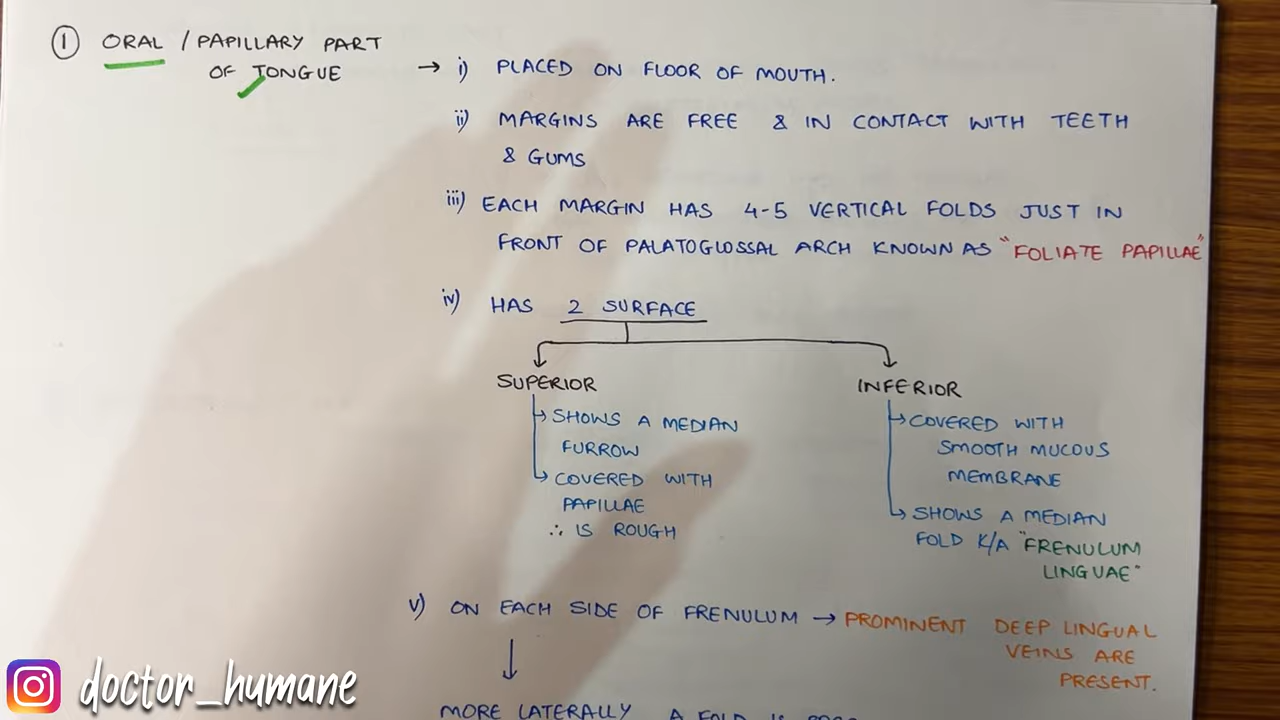 ① ORAL / PAPILLARY PART
OF TONGUE → i) PLACED ON FLOOR OF MOUTH.
ii) MARGINS ARE FREE & IN CONTACT WITH TEETH
& GUMS
iii) EACH MARGIN HAS 4-5 VERTICAL FOLDS JUST IN
FRONT OF PALATOGLOSSAL ARCH KNOWN AS "FOLIATE PAPILLAE"
iv) HAS 2 SURFACE
SUPERIOR
SHOWS A MEDIAN
FURROW
COVERED WITH
PAPILLAE
∴ IS ROUGH
INFERIOR
COVERED WITH
SMOOTH MUCOUS
MEMBRANE
SHOWS A MEDIAN
FOLD K/A "FRENULUM
LINGUAE"
v) ON EACH SIDE OF FRENULUM → PROMINENT DEEP LINGUAL
VEINS ARE
PRESENT.
MORE LATERALLY A FOLD IS
doctor_humane